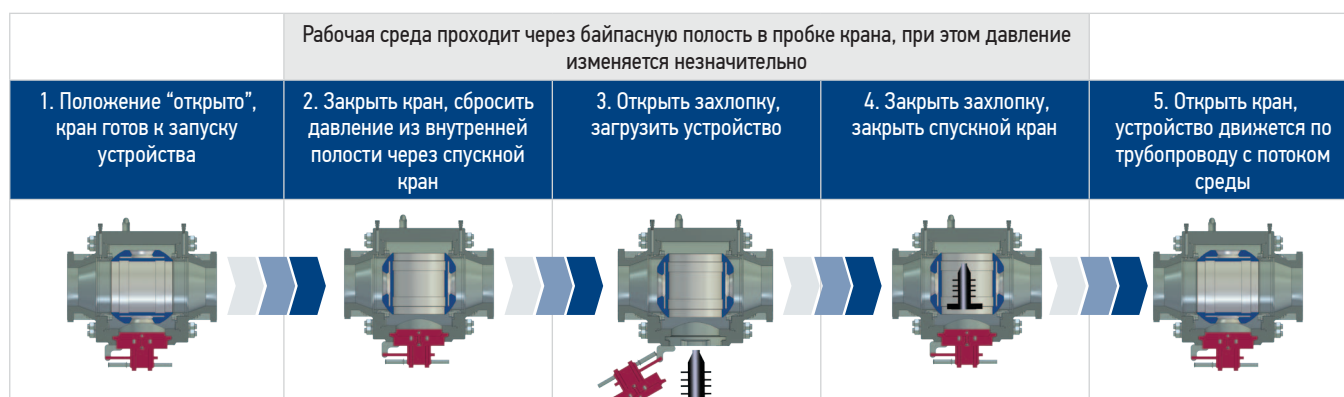 Рабочая среда проходит через байпасную полость в пробке крана, при этом давление
изменяется незначительно
1. Положение “открыто”,
кран готов к запуску
устройства
2. Закрыть кран, сбросить
давление из внутренней
полости через спускной
кран
3. Открыть захлопку,
загрузить устройство
4. Закрыть захлопку,
закрыть спускной кран
5. Открыть кран,
устройство движется по
трубопроводу с потоком
среды